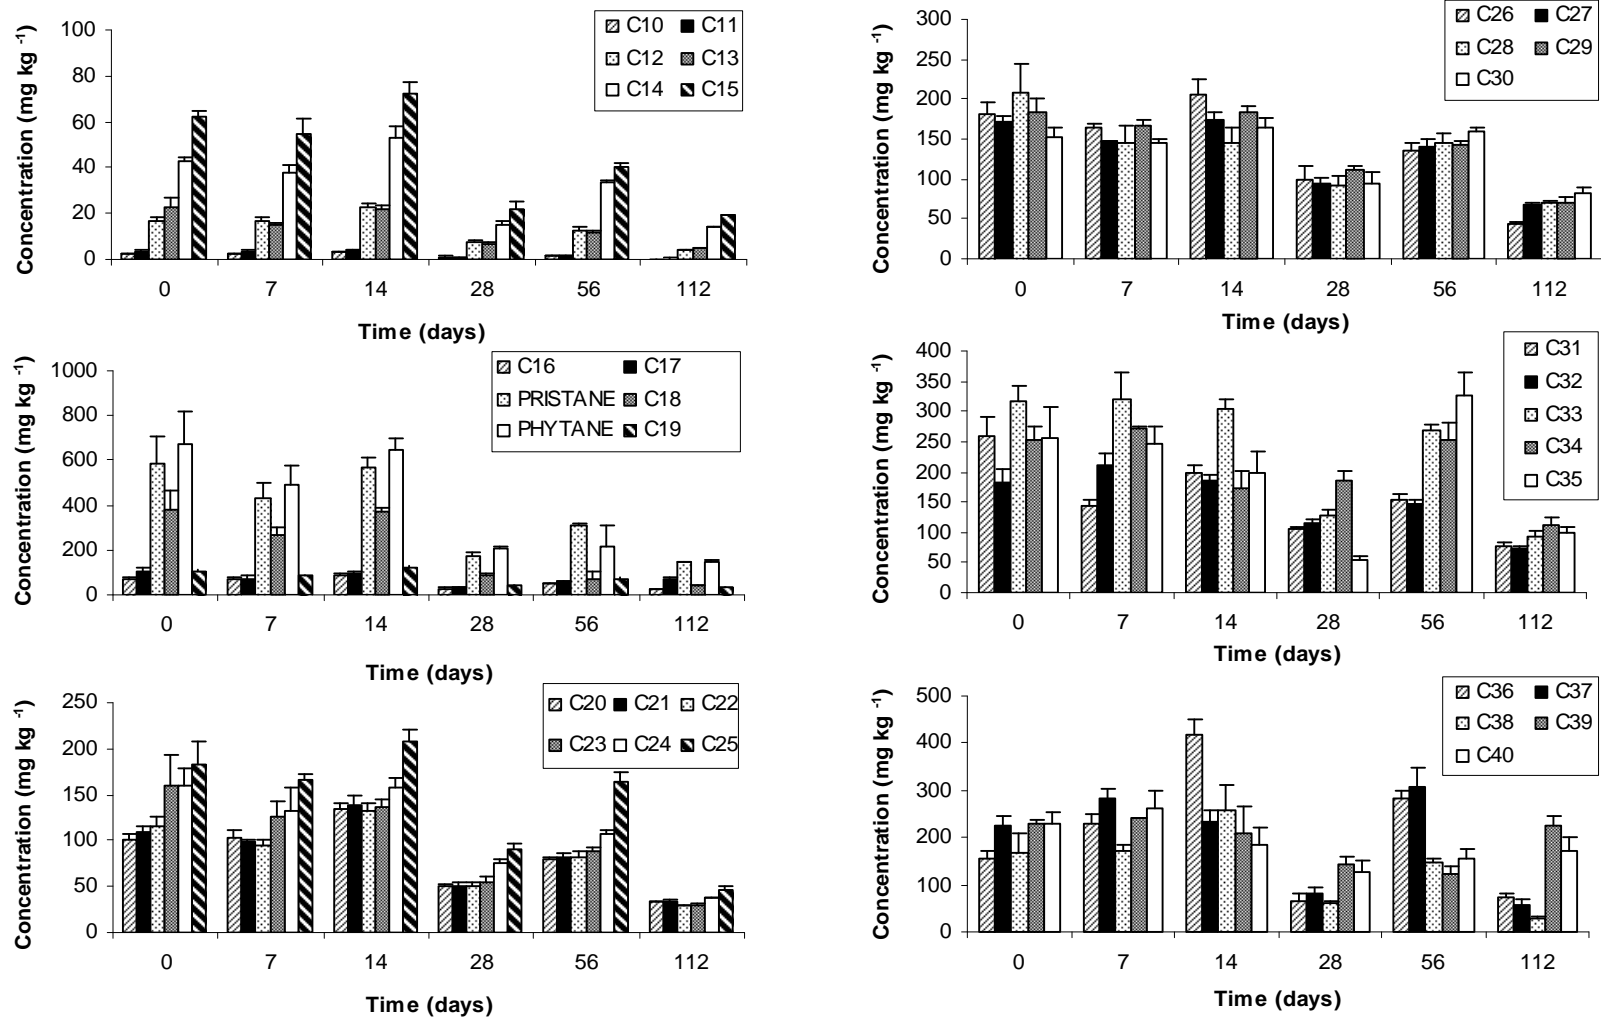 C10 C11
C12 C13
C14 C15
Concentration (mg kg -1)
100
80
60
40
20
0
0 7 14 28 56 112
Time (days)
C26 C27
C28 C29
C30
Concentration (mg kg -1)
300
250
200
150
100
50
0
0 7 14 28 56 112
Time (days)
C16 C17
PRISTANE C18
PHYTANE C19
Concentration (mg kg -1)
1000
800
600
400
200
0
0 7 14 28 56 112
Time (days)
C31
C32
C33
C34
C35
Concentration (mg kg -1)
400
350
300
250
200
150
100
50
0
0 7 14 28 56 112
Time (days)
C20 C21 C22
C23 C24 C25
Concentration (mg kg -1)
250
200
150
100
50
0
0 7 14 28 56 112
Time (days)
C36 C37
C38 C39
C40
Concentration (mg kg -1)
500
400
300
200
100
0
0 7 14 28 56 112
Time (days)